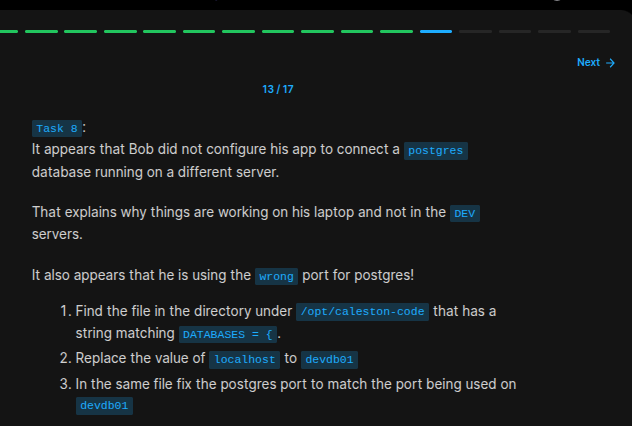 Next →
13 / 17
Task 8:
It appears that Bob did not configure his app to connect a postgres
database running on a different server.
That explains why things are working on his laptop and not in the DEV
servers.
It also appears that he is using the wrong port for postgres!
1. Find the file in the directory under /opt/caleston-code that has a
string matching DATABASES = {.
2. Replace the value of localhost to devdb01
3. In the same file fix the postgres port to match the port being used on
devdb01